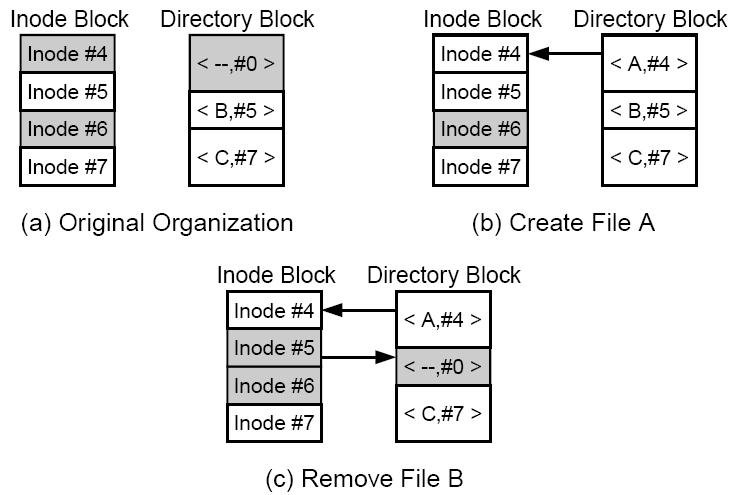 Inode Block Directory Block
Inode #4
Inode #5
Inode #6
Inode #7
< --,#0 >
< B,#5 >
< C,#7 >
(a) Original Organization
Inode Block Directory Block
Inode #4
Inode #5
Inode #6
Inode #7
< A,#4 >
< B,#5 >
< C,#7 >
(b) Create File A
Inode Block Directory Block
Inode #4
Inode #5
Inode #6
Inode #7
< A,#4 >
< --,#0 >
< C,#7 >
(c) Remove File B